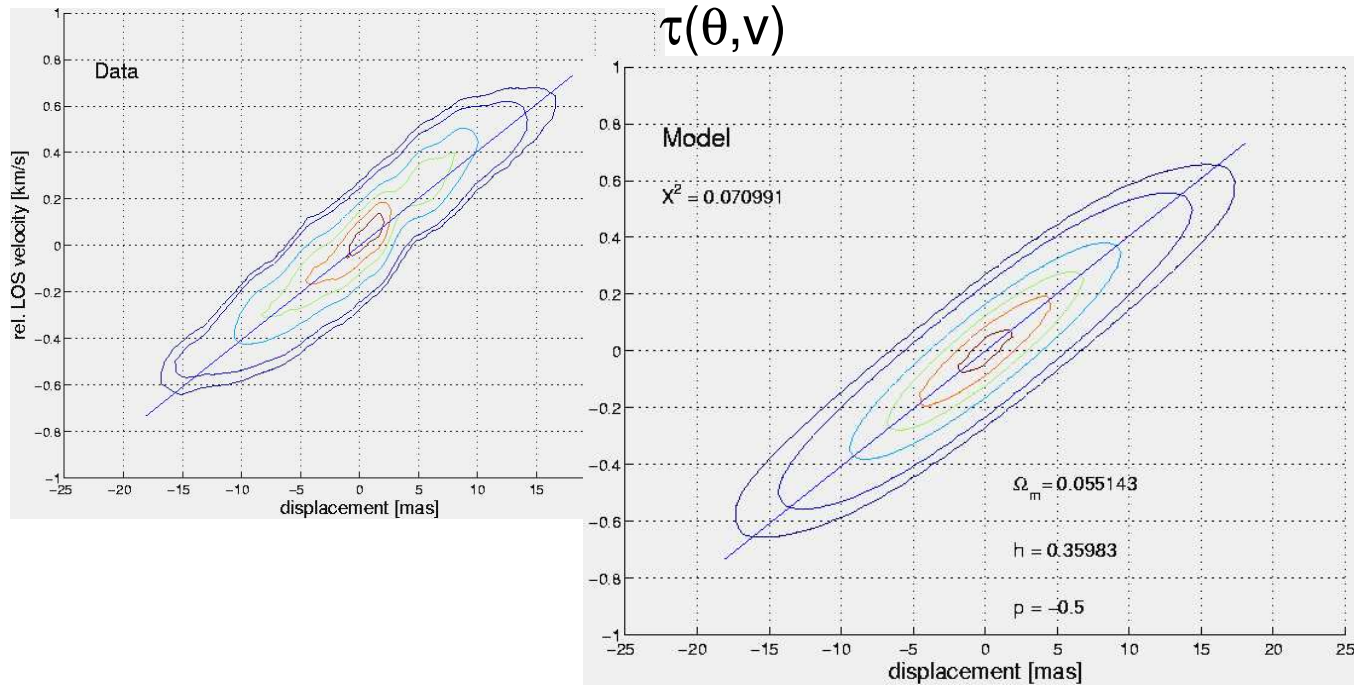 τ(θ,v)
Data
rel. LOS velocity [km/s]
1
0.8
0.6
0.4
0.2
0
−0.2
−0.4
−0.6
−0.8
−1
−25 −20 −15 −10 −5 0 5 10 15
displacement [mas]
Model
X² = 0.070991
Ω_m = 0.055143
h = 0.35983
p = −0.5
1
0.8
0.6
0.4
0.2
0
−0.2
−0.4
−0.6
−0.8
−1
−25 −20 −15 −10 −5 0 5 10 15 20 25
displacement [mas]